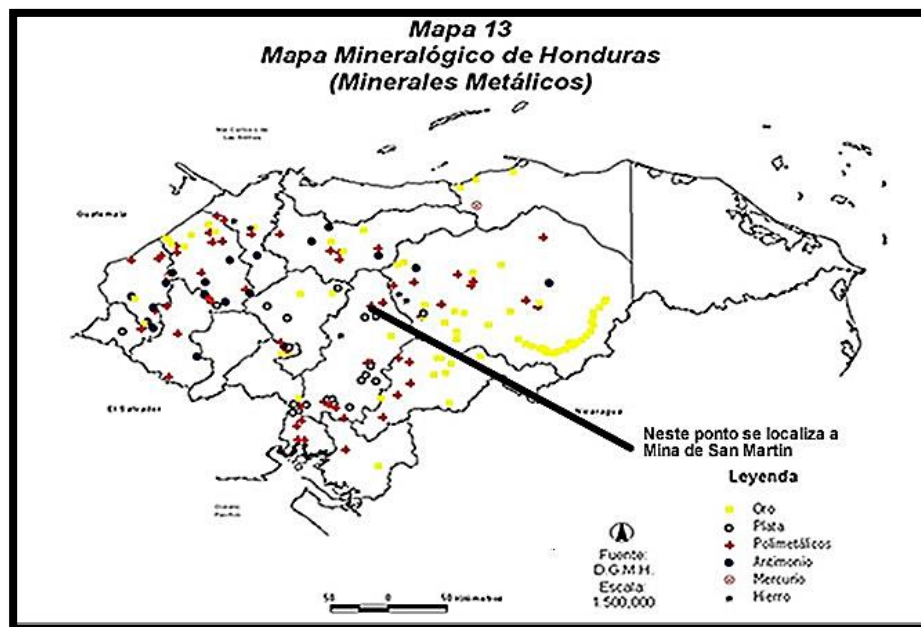 Mapa 13
Mapa Mineralógico de Honduras
(Minerales Metálicos)
Guatemala
El Salvador
Nicaragua
Neste ponto se localiza a
Mina de San Martin
Leyenda
Oro
Plata
Polimetálicos
Antimonio
Mercurio
Hierro
Fuente:
D.G.M.H.
Escala:
1:500,000
50 0 50 Kilometros